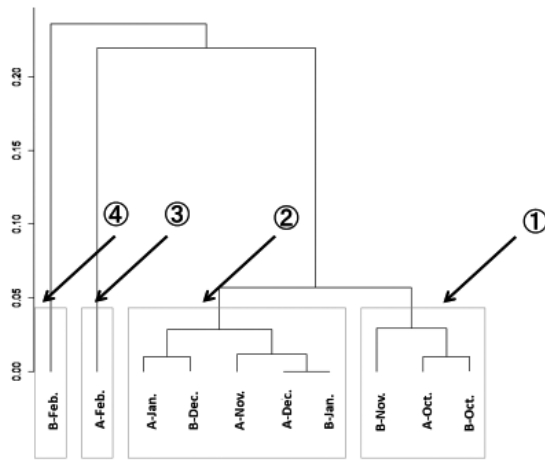 0.20
0.15
④ ③ ② ①
0.10
0.05
0.00
B-Feb. A-Feb. A-Jan. B-Dec. A-Nov. A-Dec. B-Jan. B-Nov. A-Oct. B-Oct.